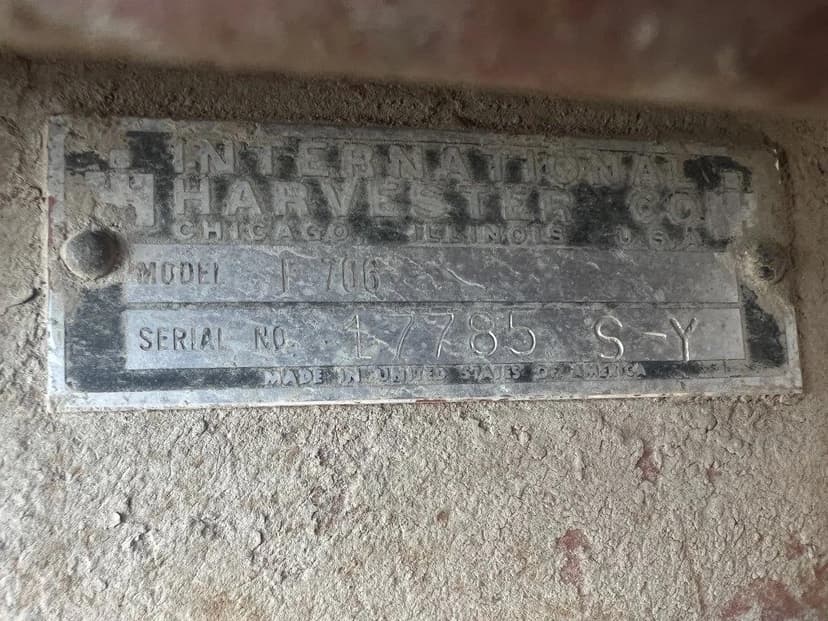 INTERNATIONAL
HARVESTER CO
CHICAGO ILLINOIS U.S.A.
MODEL F 706
SERIAL NO. 17785 S-Y
MADE IN UNITED STATES OF AMERICA